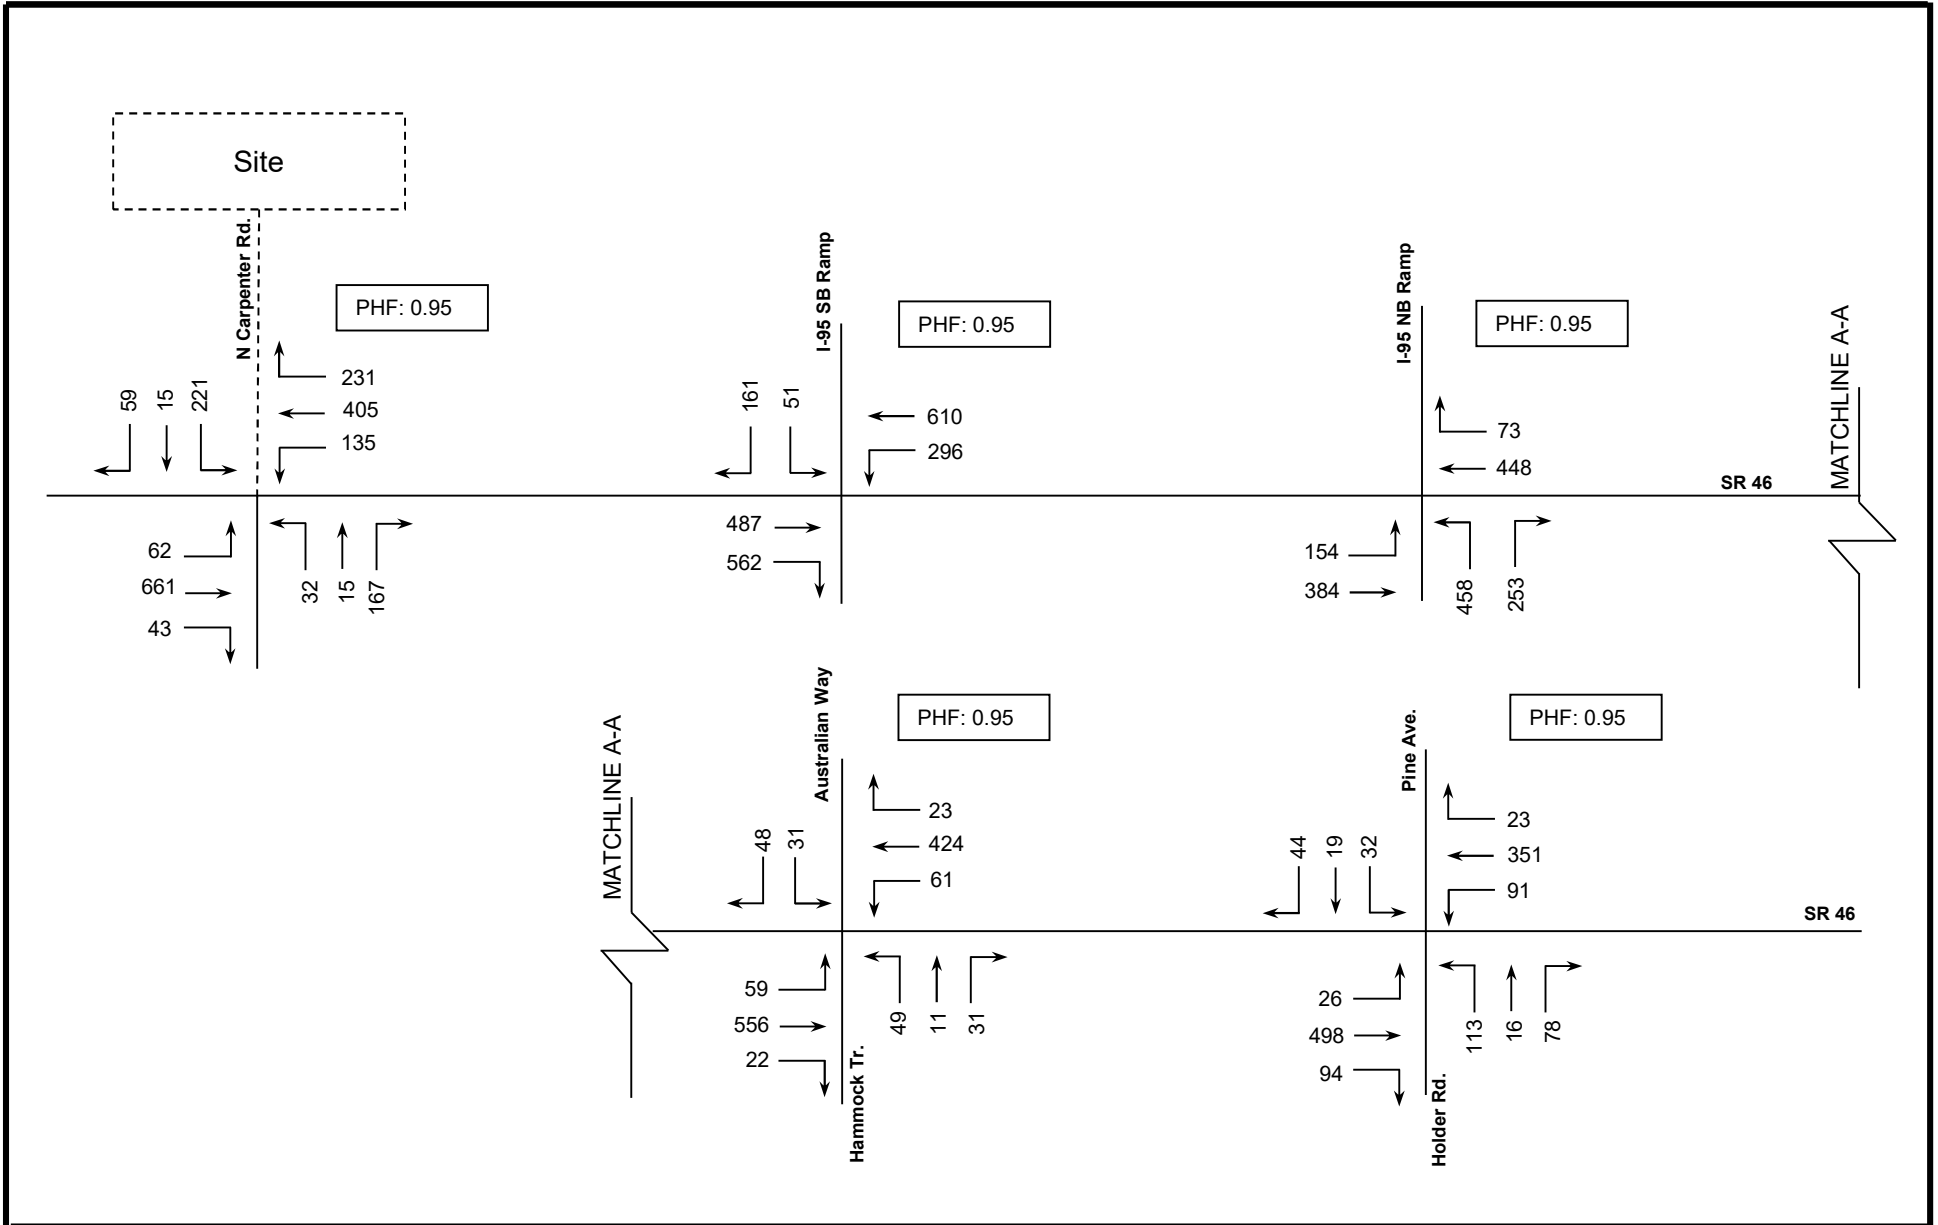 Site
N Carpenter Rd.
PHF: 0.95
59
15
221
231
405
135
62
661
43
32
15
167
I-95 SB Ramp
PHF: 0.95
161
51
610
296
487
562
I-95 NB Ramp
PHF: 0.95
73
448
154
384
458
253
SR 46
MATCHLINE A-A
MATCHLINE A-A
Australian Way
PHF: 0.95
48
31
23
424
61
59
556
22
49
11
31
Hammock Tr.
Pine Ave.
PHF: 0.95
44
19
32
23
351
91
26
498
94
113
16
78
Holder Rd.
SR 46